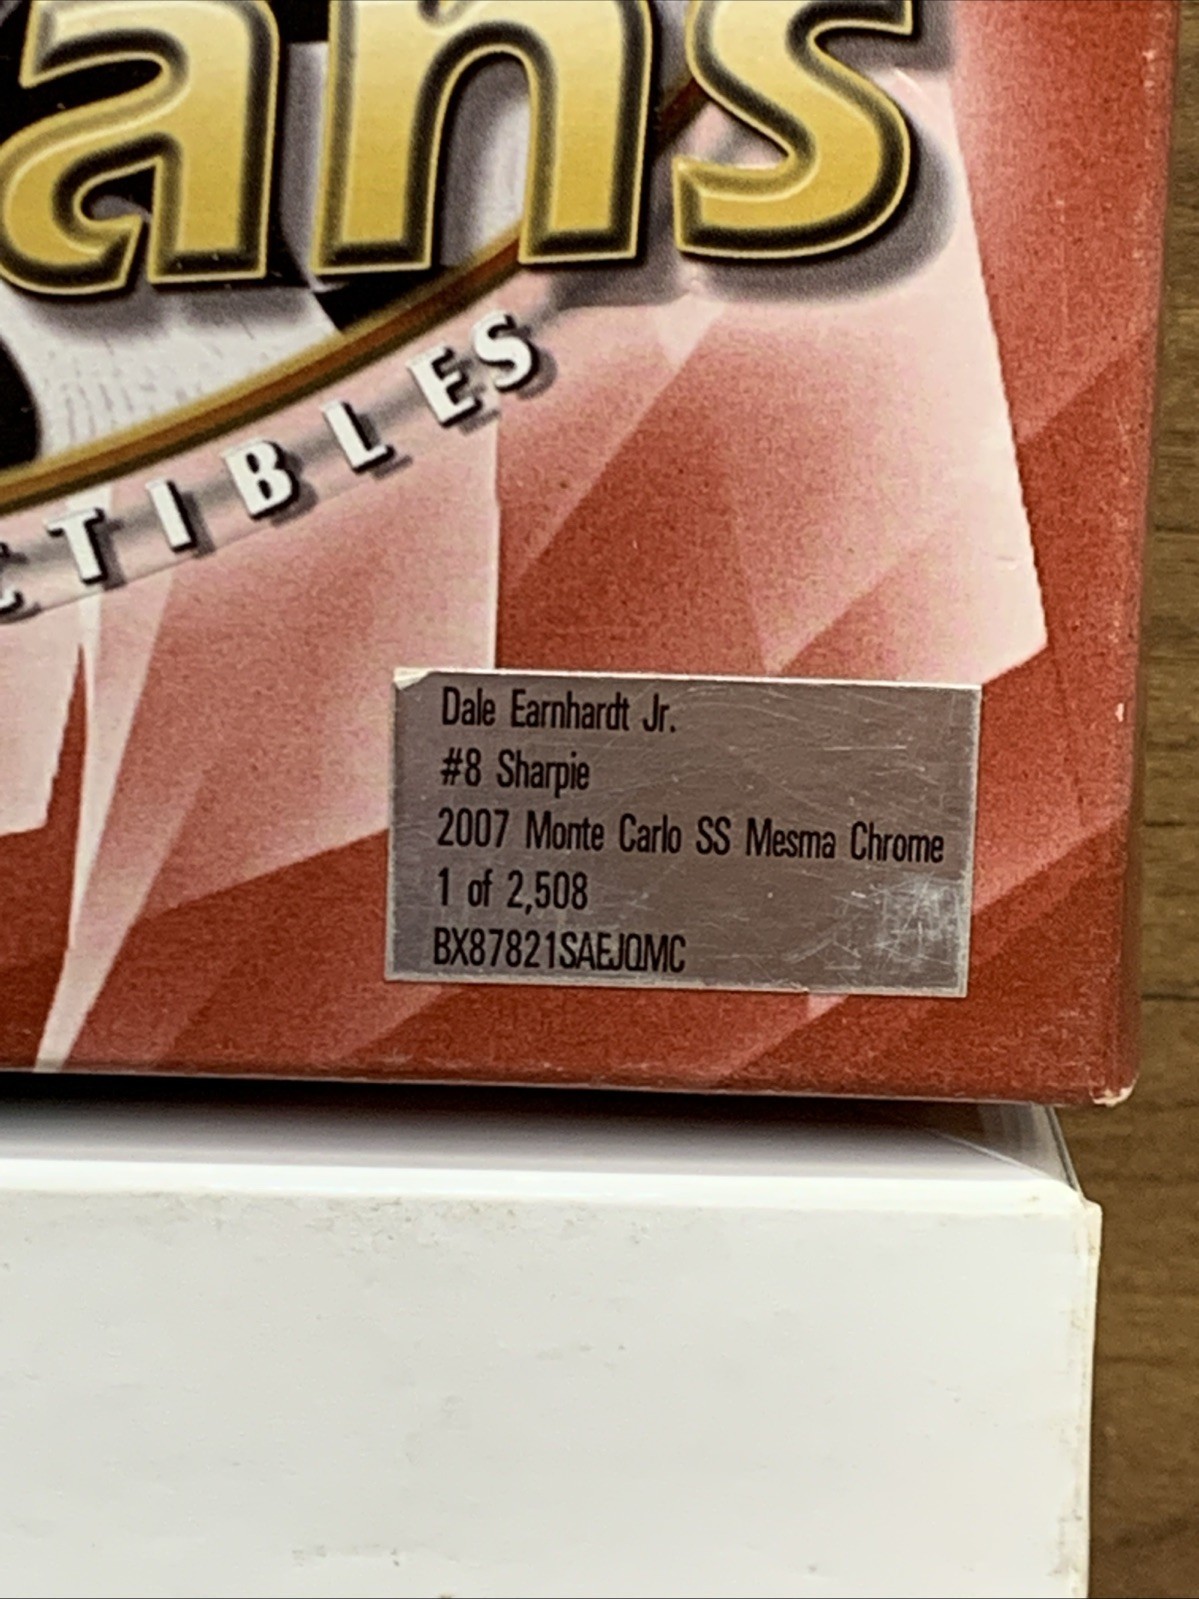 ans
CTIBLES
Dale Earnhardt Jr.
#8 Sharpie
2007 Monte Carlo SS Mesma Chrome
1 of 2,508
BX87821SAEJQMC